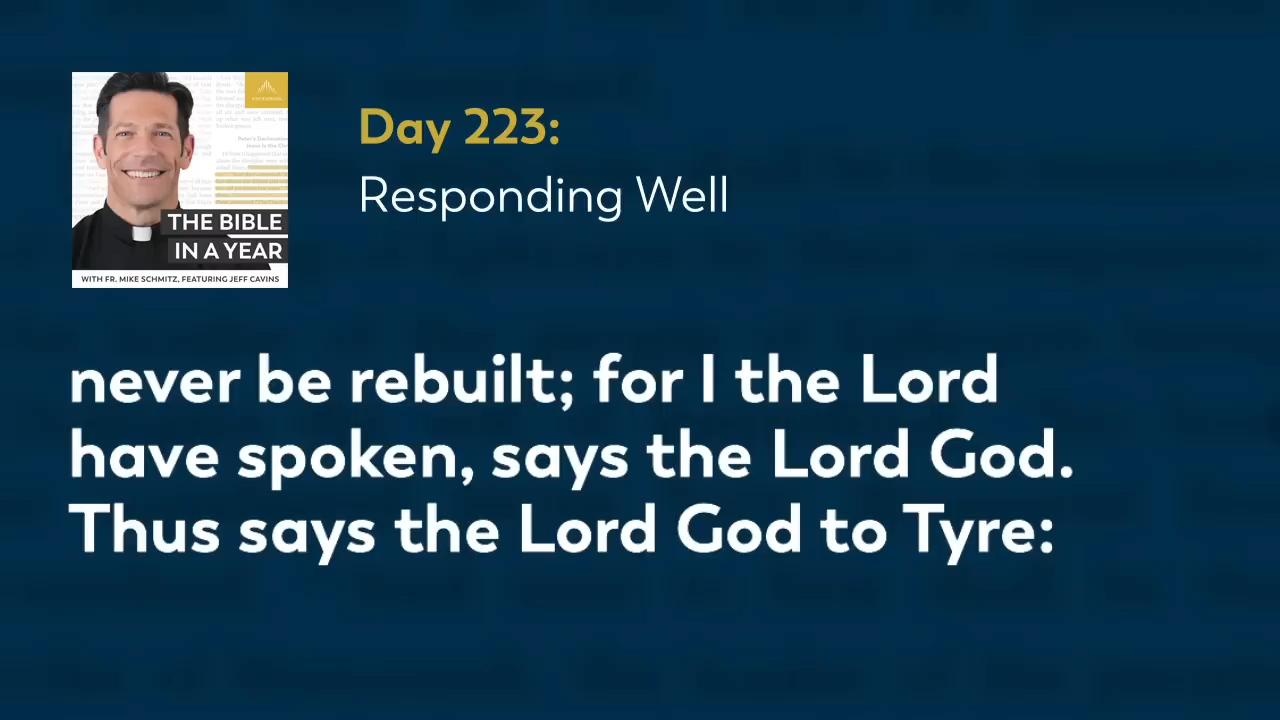 Day 223:
Responding Well
THE BIBLE
IN A YEAR
WITH FR. MIKE SCHMITZ, FEATURING JEFF CAVINS
never be rebuilt; for I the Lord
have spoken, says the Lord God.
Thus says the Lord God to Tyre: